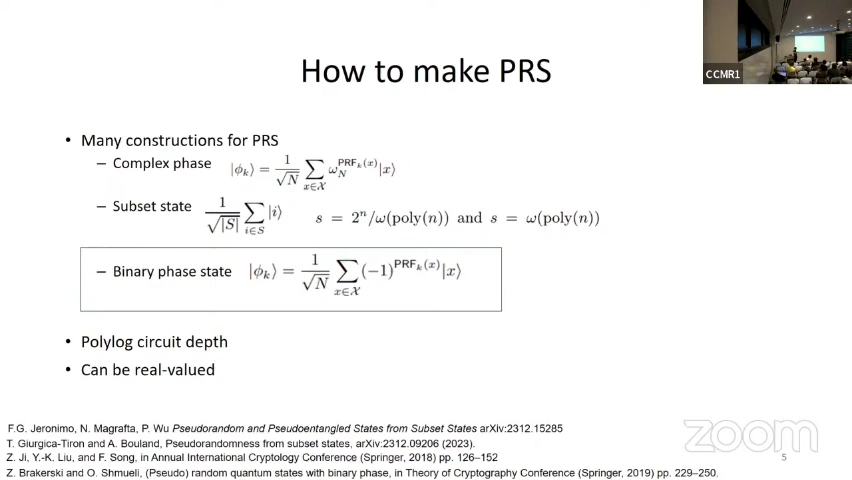 CCMR1
How to make PRS
• Many constructions for PRS
– Complex phase |ϕ_k⟩ = 1/√N ∑_{x∈𝒳} ω_N^{PRF_k(x)} |x⟩
– Subset state 1/√|S| ∑_{i∈S} |i⟩ s = 2^n/ω(poly(n)) and s = ω(poly(n))
– Binary phase state |ϕ_k⟩ = 1/√N ∑_{x∈𝒳} (−1)^{PRF_k(x)} |x⟩
• Polylog circuit depth
• Can be real-valued
F.G. Jeronimo, N. Magrafta, P. Wu Pseudorandom and Pseudoentangled States from Subset States arXiv:2312.15285
T. Giurgica-Tiron and A. Bouland, Pseudorandomness from subset states, arXiv:2312.09206 (2023).
Z. Ji, Y.-K. Liu, and F. Song, in Annual International Cryptology Conference (Springer, 2018) pp. 126–152
Z. Brakerski and O. Shmueli, (Pseudo) random quantum states with binary phase, in Theory of Cryptography Conference (Springer, 2019) pp. 229–250.
zoom
5